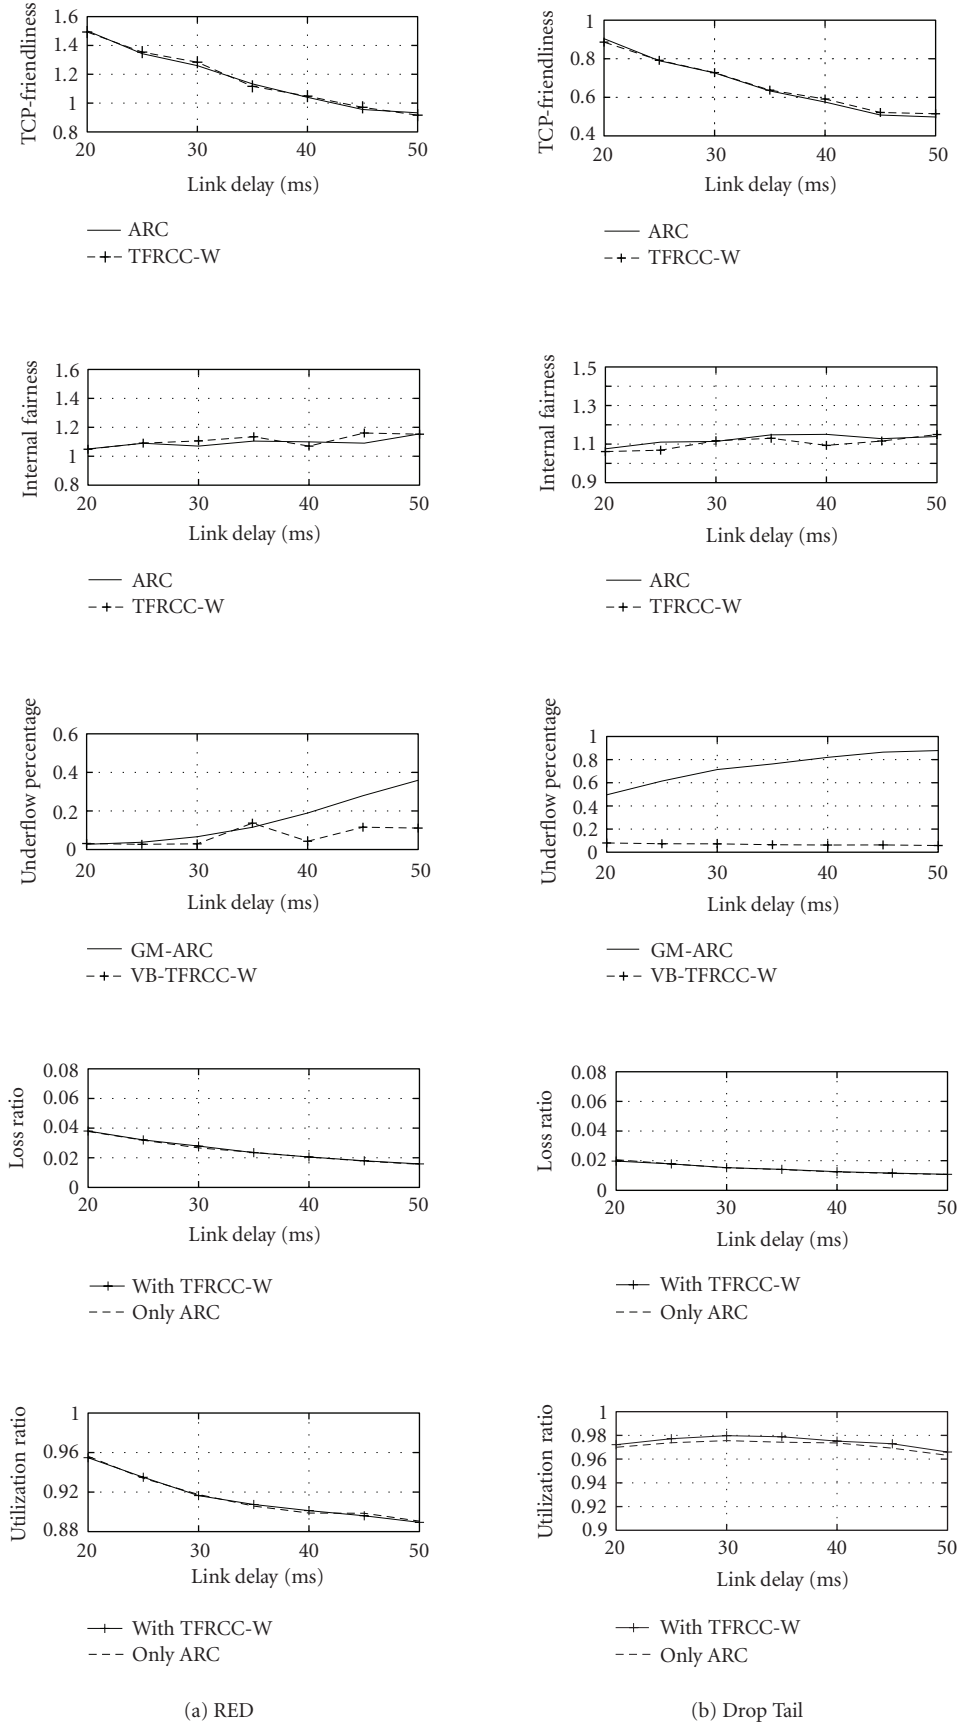 TCP-friendliness
1.6
1.4
1.2
1
0.8
20 30 40 50
Link delay (ms)
ARC
TFRCC-W
TCP-friendliness
1
0.8
0.6
0.4
20 30 40 50
Link delay (ms)
ARC
TFRCC-W
Internal fairness
1.6
1.4
1.2
1
0.8
20 30 40 50
Link delay (ms)
ARC
TFRCC-W
Internal fairness
1.5
1.3
1.1
0.9
20 30 40 50
Link delay (ms)
ARC
TFRCC-W
Underflow percentage
0.6
0.4
0.2
0
20 30 40 50
Link delay (ms)
GM-ARC
VB-TFRCC-W
Underflow percentage
1
0.8
0.6
0.4
0.2
0
20 30 40 50
Link delay (ms)
GM-ARC
VB-TFRCC-W
Loss ratio
0.08
0.06
0.04
0.02
0
20 30 40 50
Link delay (ms)
With TFRCC-W
Only ARC
Loss ratio
0.08
0.06
0.04
0.02
0
20 30 40 50
Link delay (ms)
With TFRCC-W
Only ARC
Utilization ratio
1
0.96
0.92
0.88
20 30 40 50
Link delay (ms)
With TFRCC-W
Only ARC
Utilization ratio
1
0.98
0.96
0.94
0.92
0.9
20 30 40 50
Link delay (ms)
With TFRCC-W
Only ARC
(a) RED
(b) Drop Tail